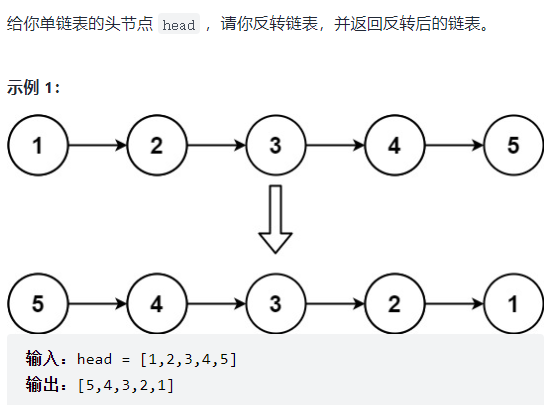 给你单链表的头节点 head ，请你反转链表，并返回反转后的链表。
示例 1：
1 2 3 4 5
5 4 3 2 1
输入：head = [1,2,3,4,5]
输出：[5,4,3,2,1]